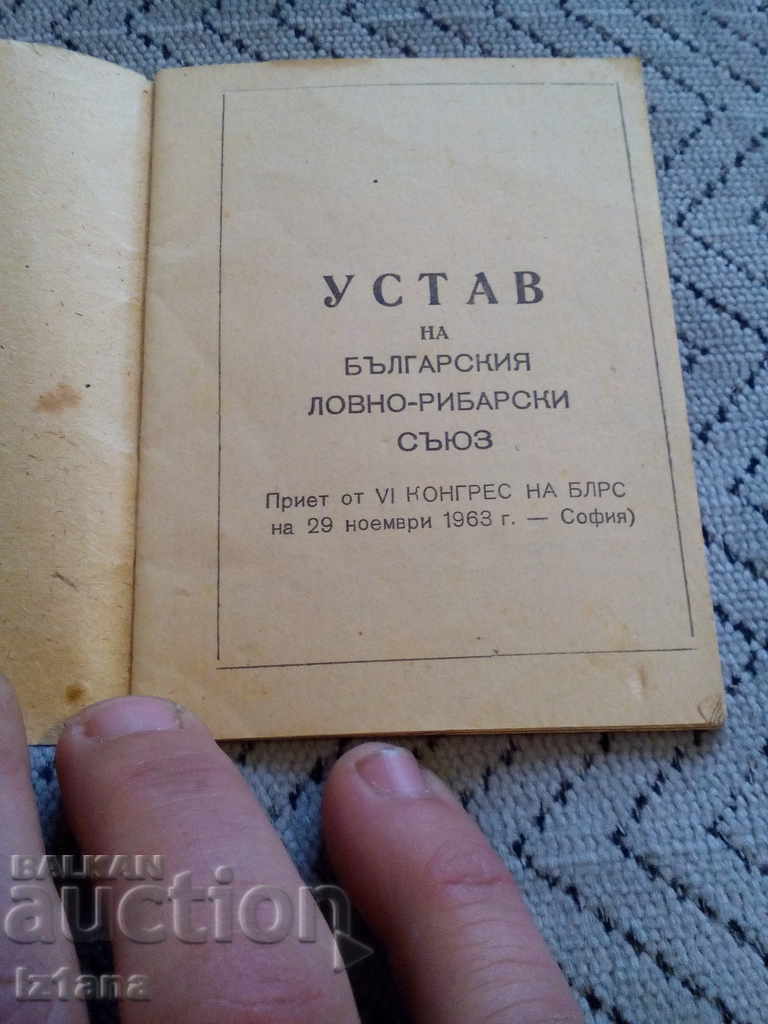 УСТАВ
НА
БЪЛГАРСКИЯ
ЛОВНО-РИБАРСКИ
СЪЮЗ
Приет от VI КОНГРЕС НА БЛРС
на 29 ноември 1963 г. — София)
BALKAN
auction
Iz1ana